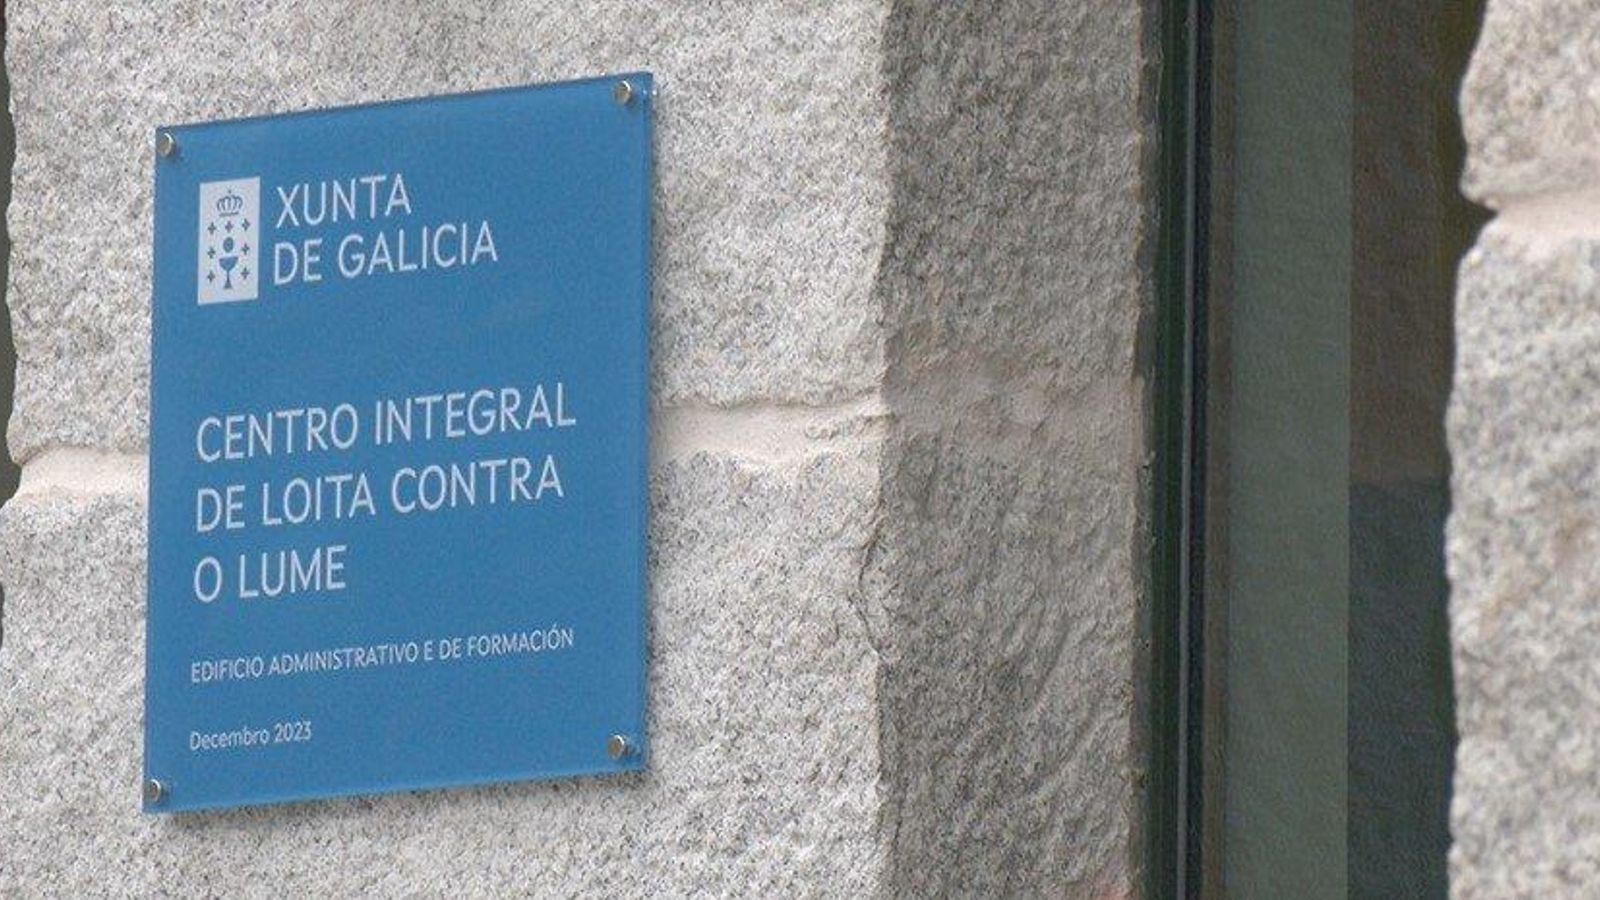 XUNTA
DE GALICIA
CENTRO INTEGRAL
DE LOITA CONTRA
O LUME
EDIFICIO ADMINISTRATIVO E DE FORMACIÓN
Decembro 2023